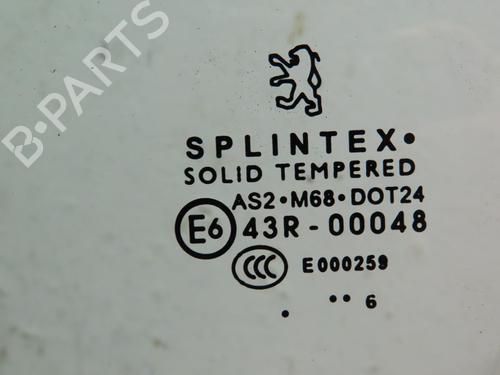 B-PARTS
SPLINTEX•
SOLID TEMPERED
AS2•M68•DOT24
E6 43R-00048
CCC E000259
. •• 6 .